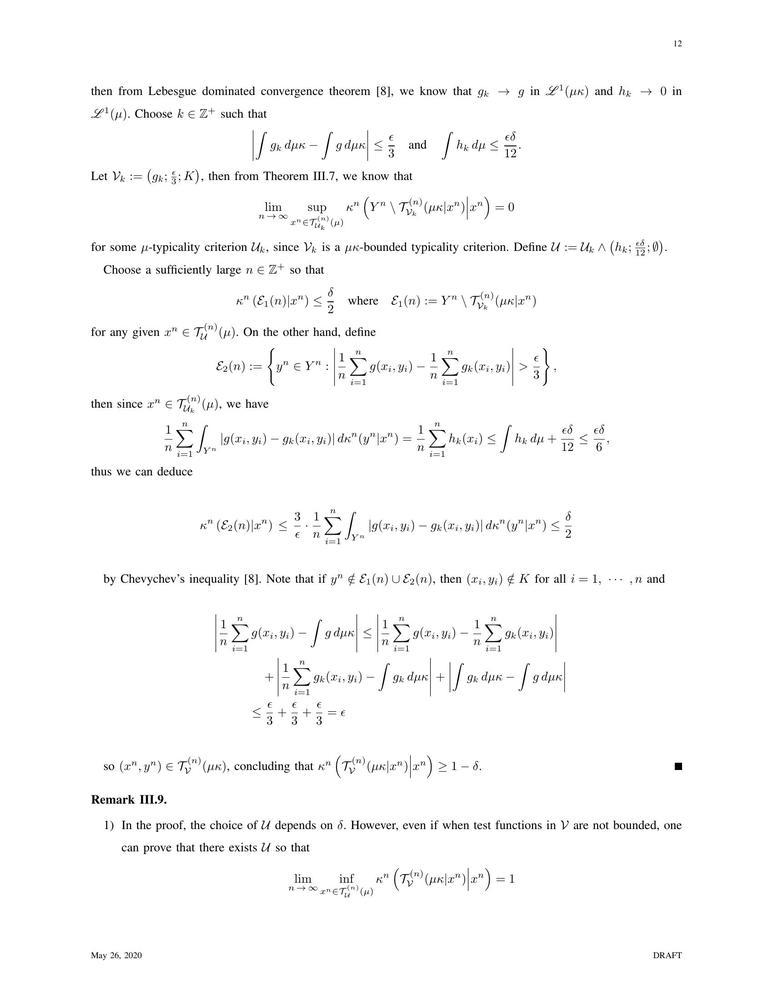 12
then from Lebesgue dominated convergence theorem [8], we know that $g_k \to g$ in $\mathscr{L}^1(\mu\kappa)$ and $h_k \to 0$ in
$\mathscr{L}^1(\mu)$. Choose $k \in \mathbb{Z}^+$ such that
$\left|\int g_k \, d\mu\kappa - \int g \, d\mu\kappa\right| \leq \frac{\epsilon}{3}$ and $\int h_k \, d\mu \leq \frac{\epsilon\delta}{12}.$
Let $\mathcal{V}_k := \left(g_k; \frac{\epsilon}{3}; K\right)$, then from Theorem III.7, we know that
$\lim_{n \to \infty} \sup_{x^n \in \mathcal{T}_{\mathcal{U}_k}^{(n)}(\mu)} \kappa^n \left(Y^n \setminus \mathcal{T}_{\mathcal{V}_k}^{(n)}(\mu\kappa|x^n) \middle| x^n\right) = 0$
for some $\mu$-typicality criterion $\mathcal{U}_k$, since $\mathcal{V}_k$ is a $\mu\kappa$-bounded typicality criterion. Define $\mathcal{U} := \mathcal{U}_k \wedge \left(h_k; \frac{\epsilon\delta}{12}; \emptyset\right)$.
Choose a sufficiently large $n \in \mathbb{Z}^+$ so that
$\kappa^n \left(\mathcal{E}_1(n)|x^n\right) \leq \frac{\delta}{2}$ where $\mathcal{E}_1(n) := Y^n \setminus \mathcal{T}_{\mathcal{V}_k}^{(n)}(\mu\kappa|x^n)$
for any given $x^n \in \mathcal{T}_{\mathcal{U}}^{(n)}(\mu)$. On the other hand, define
$\mathcal{E}_2(n) := \left\{y^n \in Y^n : \left|\frac{1}{n}\sum_{i=1}^n g(x_i, y_i) - \frac{1}{n}\sum_{i=1}^n g_k(x_i, y_i)\right| > \frac{\epsilon}{3}\right\},$
then since $x^n \in \mathcal{T}_{\mathcal{U}_k}^{(n)}(\mu)$, we have
$\frac{1}{n}\sum_{i=1}^n \int_{Y^n} |g(x_i, y_i) - g_k(x_i, y_i)| \, d\kappa^n(y^n|x^n) = \frac{1}{n}\sum_{i=1}^n h_k(x_i) \leq \int h_k \, d\mu + \frac{\epsilon\delta}{12} \leq \frac{\epsilon\delta}{6},$
thus we can deduce
$\kappa^n \left(\mathcal{E}_2(n)|x^n\right) \leq \frac{3}{\epsilon} \cdot \frac{1}{n}\sum_{i=1}^n \int_{Y^n} |g(x_i, y_i) - g_k(x_i, y_i)| \, d\kappa^n(y^n|x^n) \leq \frac{\delta}{2}$
by Chevychev's inequality [8]. Note that if $y^n \notin \mathcal{E}_1(n) \cup \mathcal{E}_2(n)$, then $(x_i, y_i) \notin K$ for all $i = 1, \cdots, n$ and
$\left|\frac{1}{n}\sum_{i=1}^n g(x_i, y_i) - \int g \, d\mu\kappa\right| \leq \left|\frac{1}{n}\sum_{i=1}^n g(x_i, y_i) - \frac{1}{n}\sum_{i=1}^n g_k(x_i, y_i)\right|$
$+ \left|\frac{1}{n}\sum_{i=1}^n g_k(x_i, y_i) - \int g_k \, d\mu\kappa\right| + \left|\int g_k \, d\mu\kappa - \int g \, d\mu\kappa\right|$
$\leq \frac{\epsilon}{3} + \frac{\epsilon}{3} + \frac{\epsilon}{3} = \epsilon$
so $(x^n, y^n) \in \mathcal{T}_{\mathcal{V}}^{(n)}(\mu\kappa)$, concluding that $\kappa^n \left(\mathcal{T}_{\mathcal{V}}^{(n)}(\mu\kappa|x^n) \middle| x^n\right) \geq 1 - \delta$. ■
Remark III.9.
1) In the proof, the choice of $\mathcal{U}$ depends on $\delta$. However, even if when test functions in $\mathcal{V}$ are not bounded, one
can prove that there exists $\mathcal{U}$ so that
$\lim_{n \to \infty} \inf_{x^n \in \mathcal{T}_{\mathcal{U}}^{(n)}(\mu)} \kappa^n \left(\mathcal{T}_{\mathcal{V}}^{(n)}(\mu\kappa|x^n) \middle| x^n\right) = 1$
May 26, 2020 DRAFT